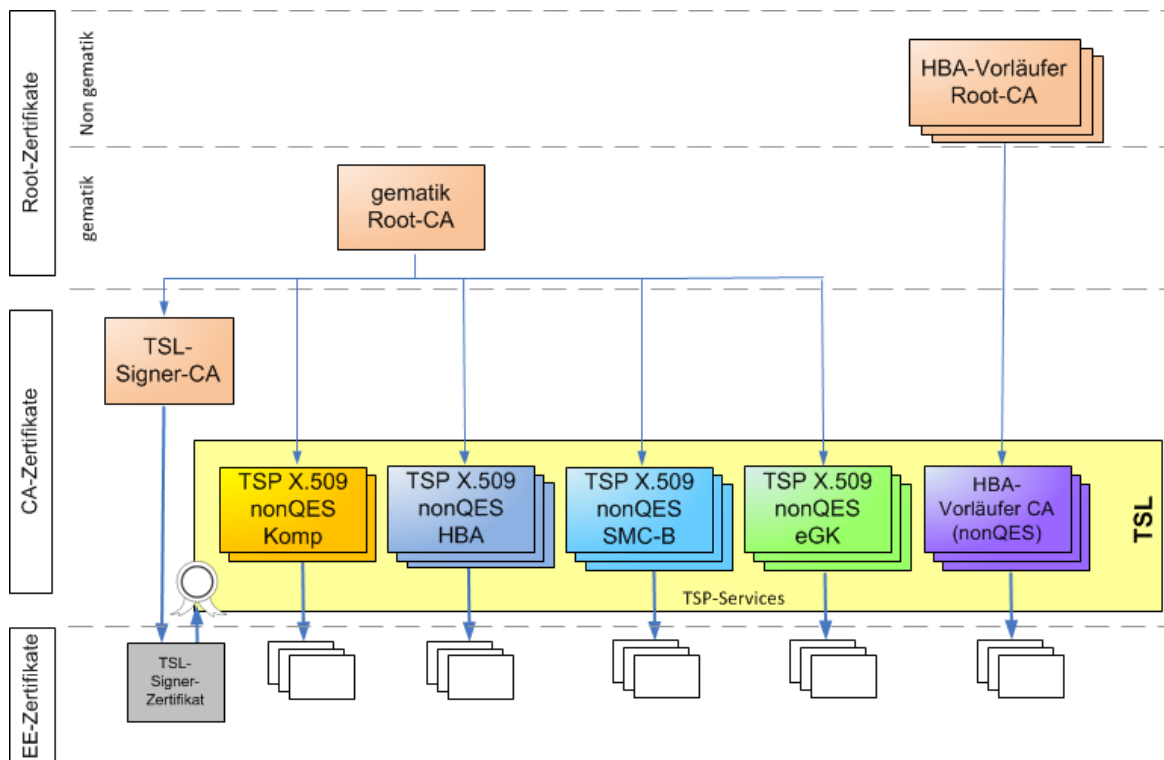 Root-Zertifikate
Non gematik
HBA-Vorläufer
Root-CA
gematik
gematik
Root-CA
CA-Zertifikate
TSL-
Signer-CA
TSP X.509
nonQES
Komp
TSP X.509
nonQES
HBA
TSP X.509
nonQES
SMC-B
TSP X.509
nonQES
eGK
HBA-
Vorläufer CA
(nonQES)
TSL
TSP-Services
EE-Zertifikate
TSL-
Signer-
Zertifikat